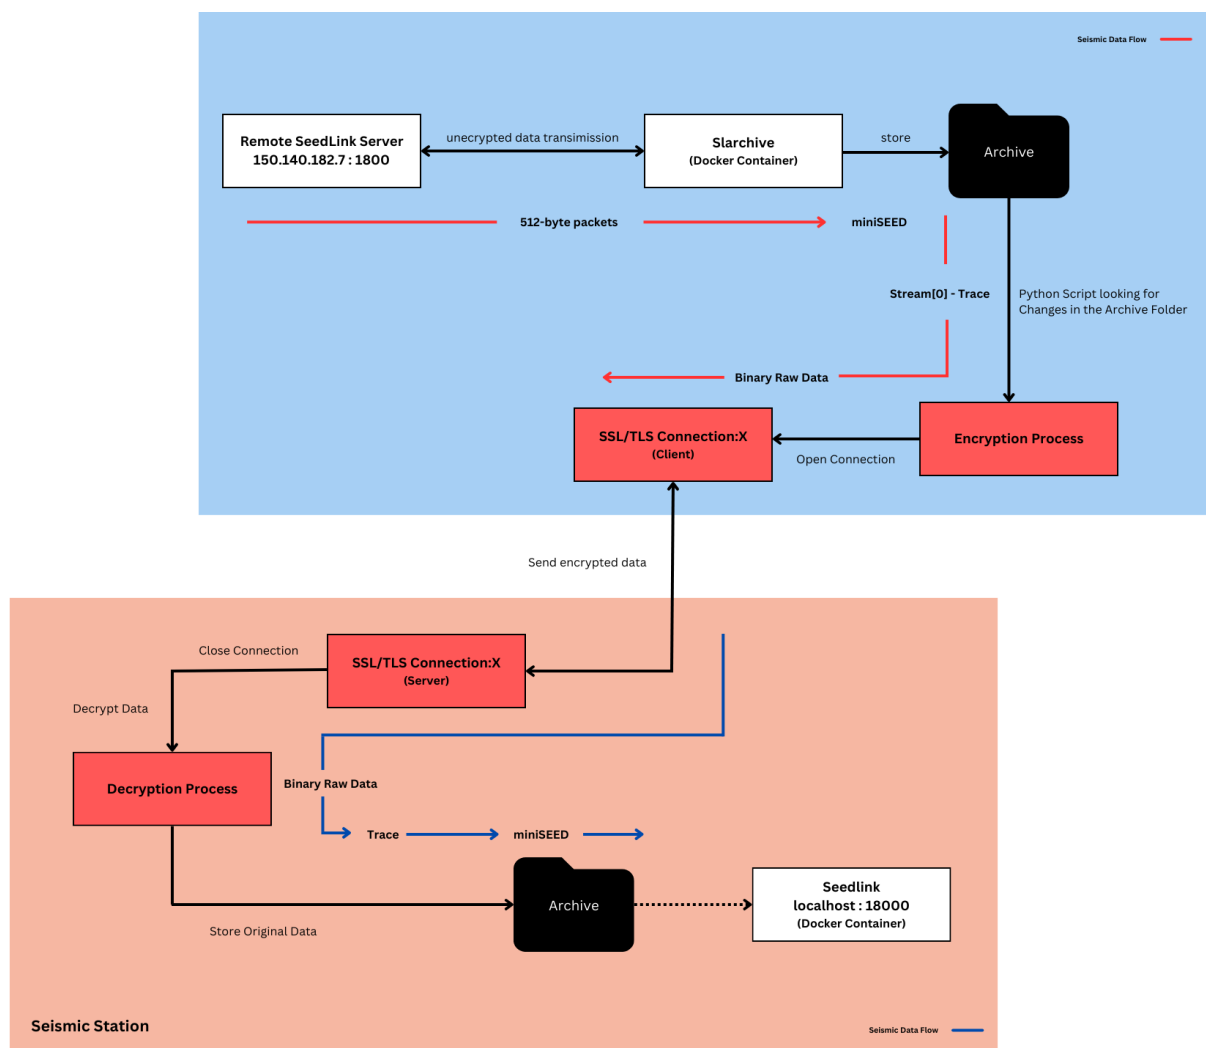 Seismic Data Flow
Remote SeedLink Server
150.140.182.7 : 1800
unecrypted data transimission
Slarchive
(Docker Container)
store
Archive
512-byte packets
miniSEED
Stream[0] - Trace
Python Script looking for
Changes in the Archive Folder
Binary Raw Data
SSL/TLS Connection:X
(Client)
Open Connection
Encryption Process
Send encrypted data
Close Connection
SSL/TLS Connection:X
(Server)
Decrypt Data
Decryption Process
Binary Raw Data
Trace
miniSEED
Archive
Seedlink
localhost : 18000
(Docker Container)
Store Original Data
Seismic Station
Seismic Data Flow